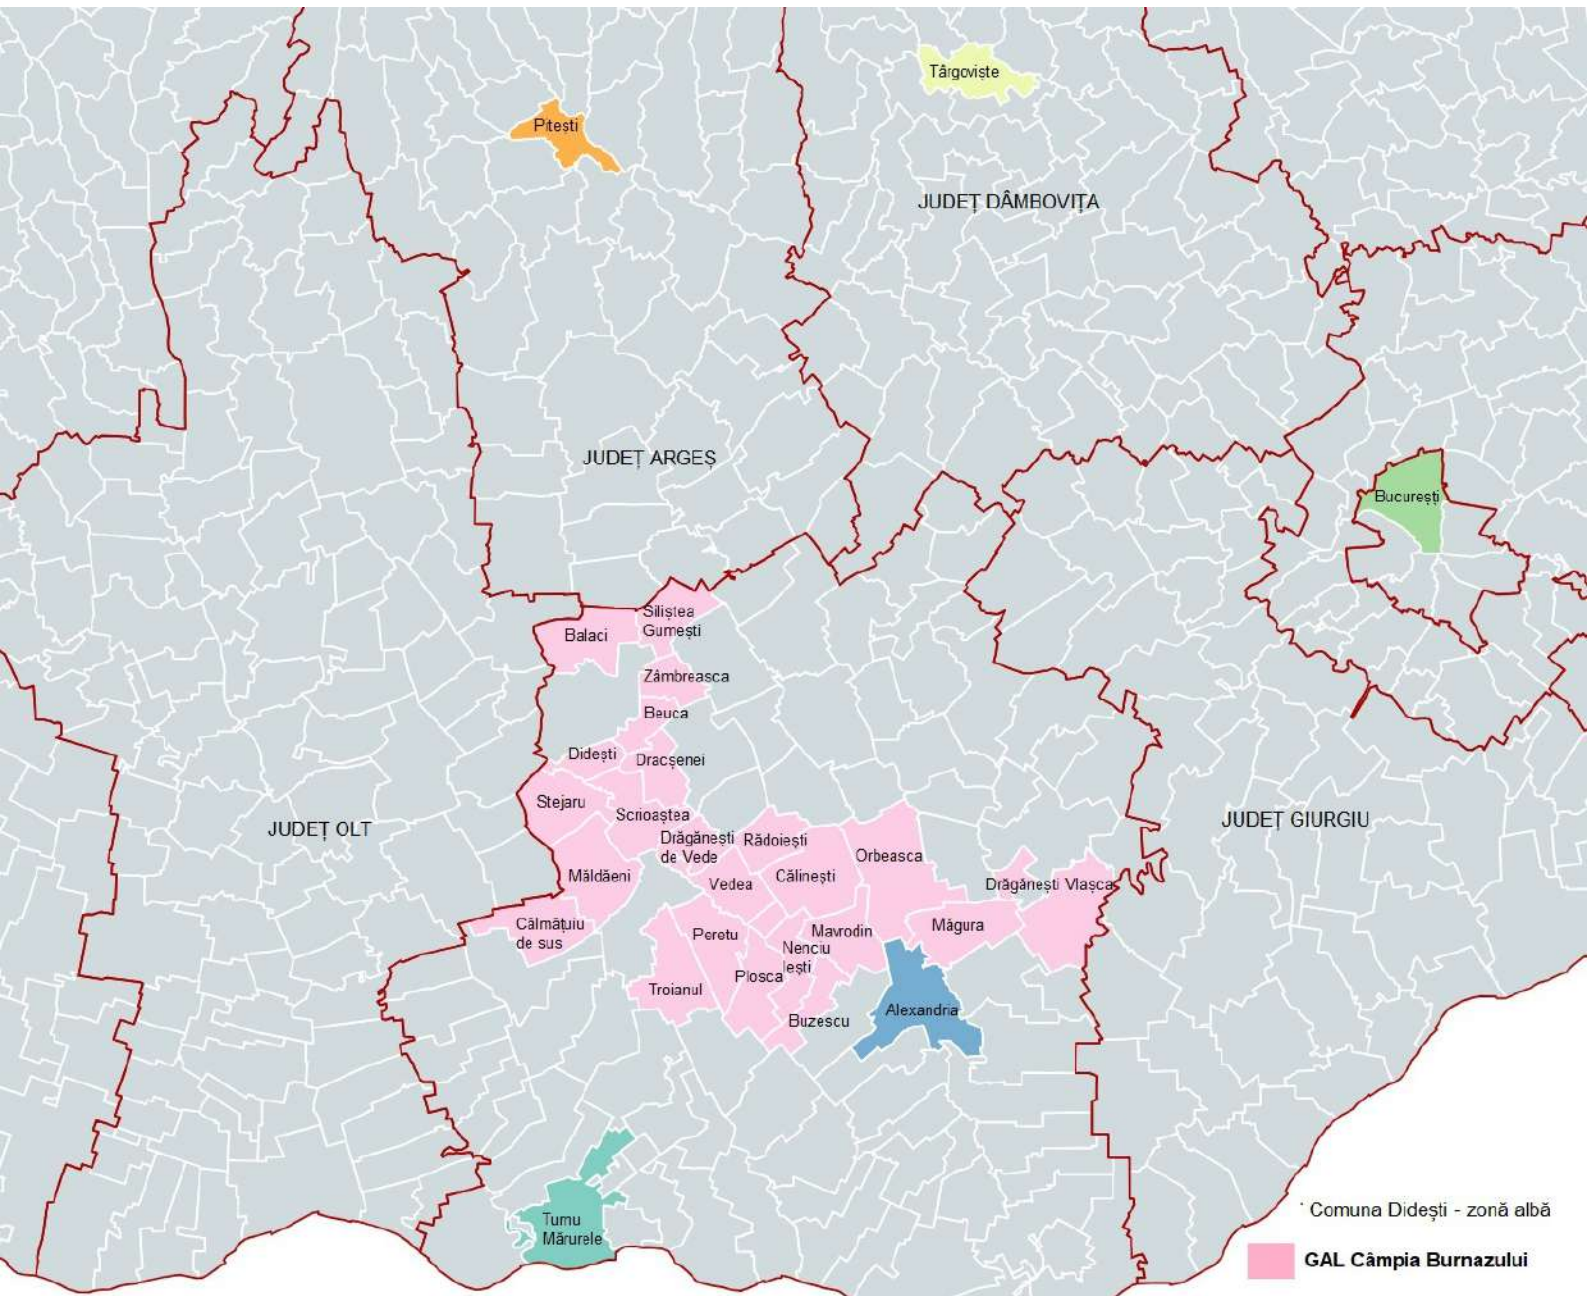 Târgoviște
Pitești
JUDEȚ DÂMBOVIȚA
JUDEȚ ARGEȘ
București
Siliștea
Gumești
Balaci
Zâmbreasca
Beuca
Didești
Dracșenei
Stejaru
Scrioaștea
JUDEȚ OLT
JUDEȚ GIURGIU
Drăgănești
de Vede
Rădoiești
Orbeasca
Măldăeni
Vedea
Călinești
Drăgănești Vlașca
Călmățuiu
de sus
Peretu
Mavrodin
Măgura
Nenciu
lești
Plosca
Troianul
Buzescu
Alexandria
Turnu
Mărurele
* Comuna Didești - zonă albă
GAL Câmpia Burnazului